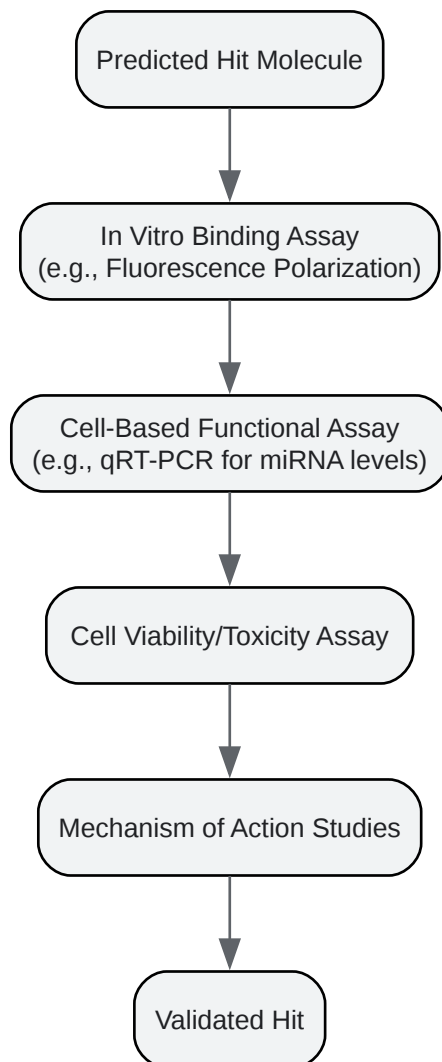 Predicted Hit Molecule
In Vitro Binding Assay
(e.g., Fluorescence Polarization)
Cell-Based Functional Assay
(e.g., qRT-PCR for miRNA levels)
Cell Viability/Toxicity Assay
Mechanism of Action Studies
Validated Hit